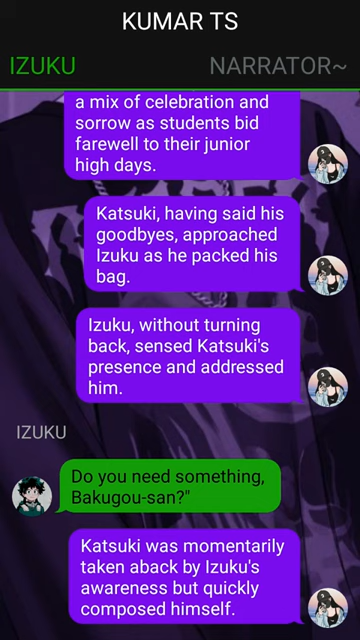 KUMAR TS
IZUKU NARRATOR~
a mix of celebration and
sorrow as students bid
farewell to their junior
high days.
Katsuki, having said his
goodbyes, approached
Izuku as he packed his
bag.
Izuku, without turning
back, sensed Katsuki's
presence and addressed
him.
IZUKU
Do you need something,
Bakugou-san?"
Katsuki was momentarily
taken aback by Izuku's
awareness but quickly
composed himself.